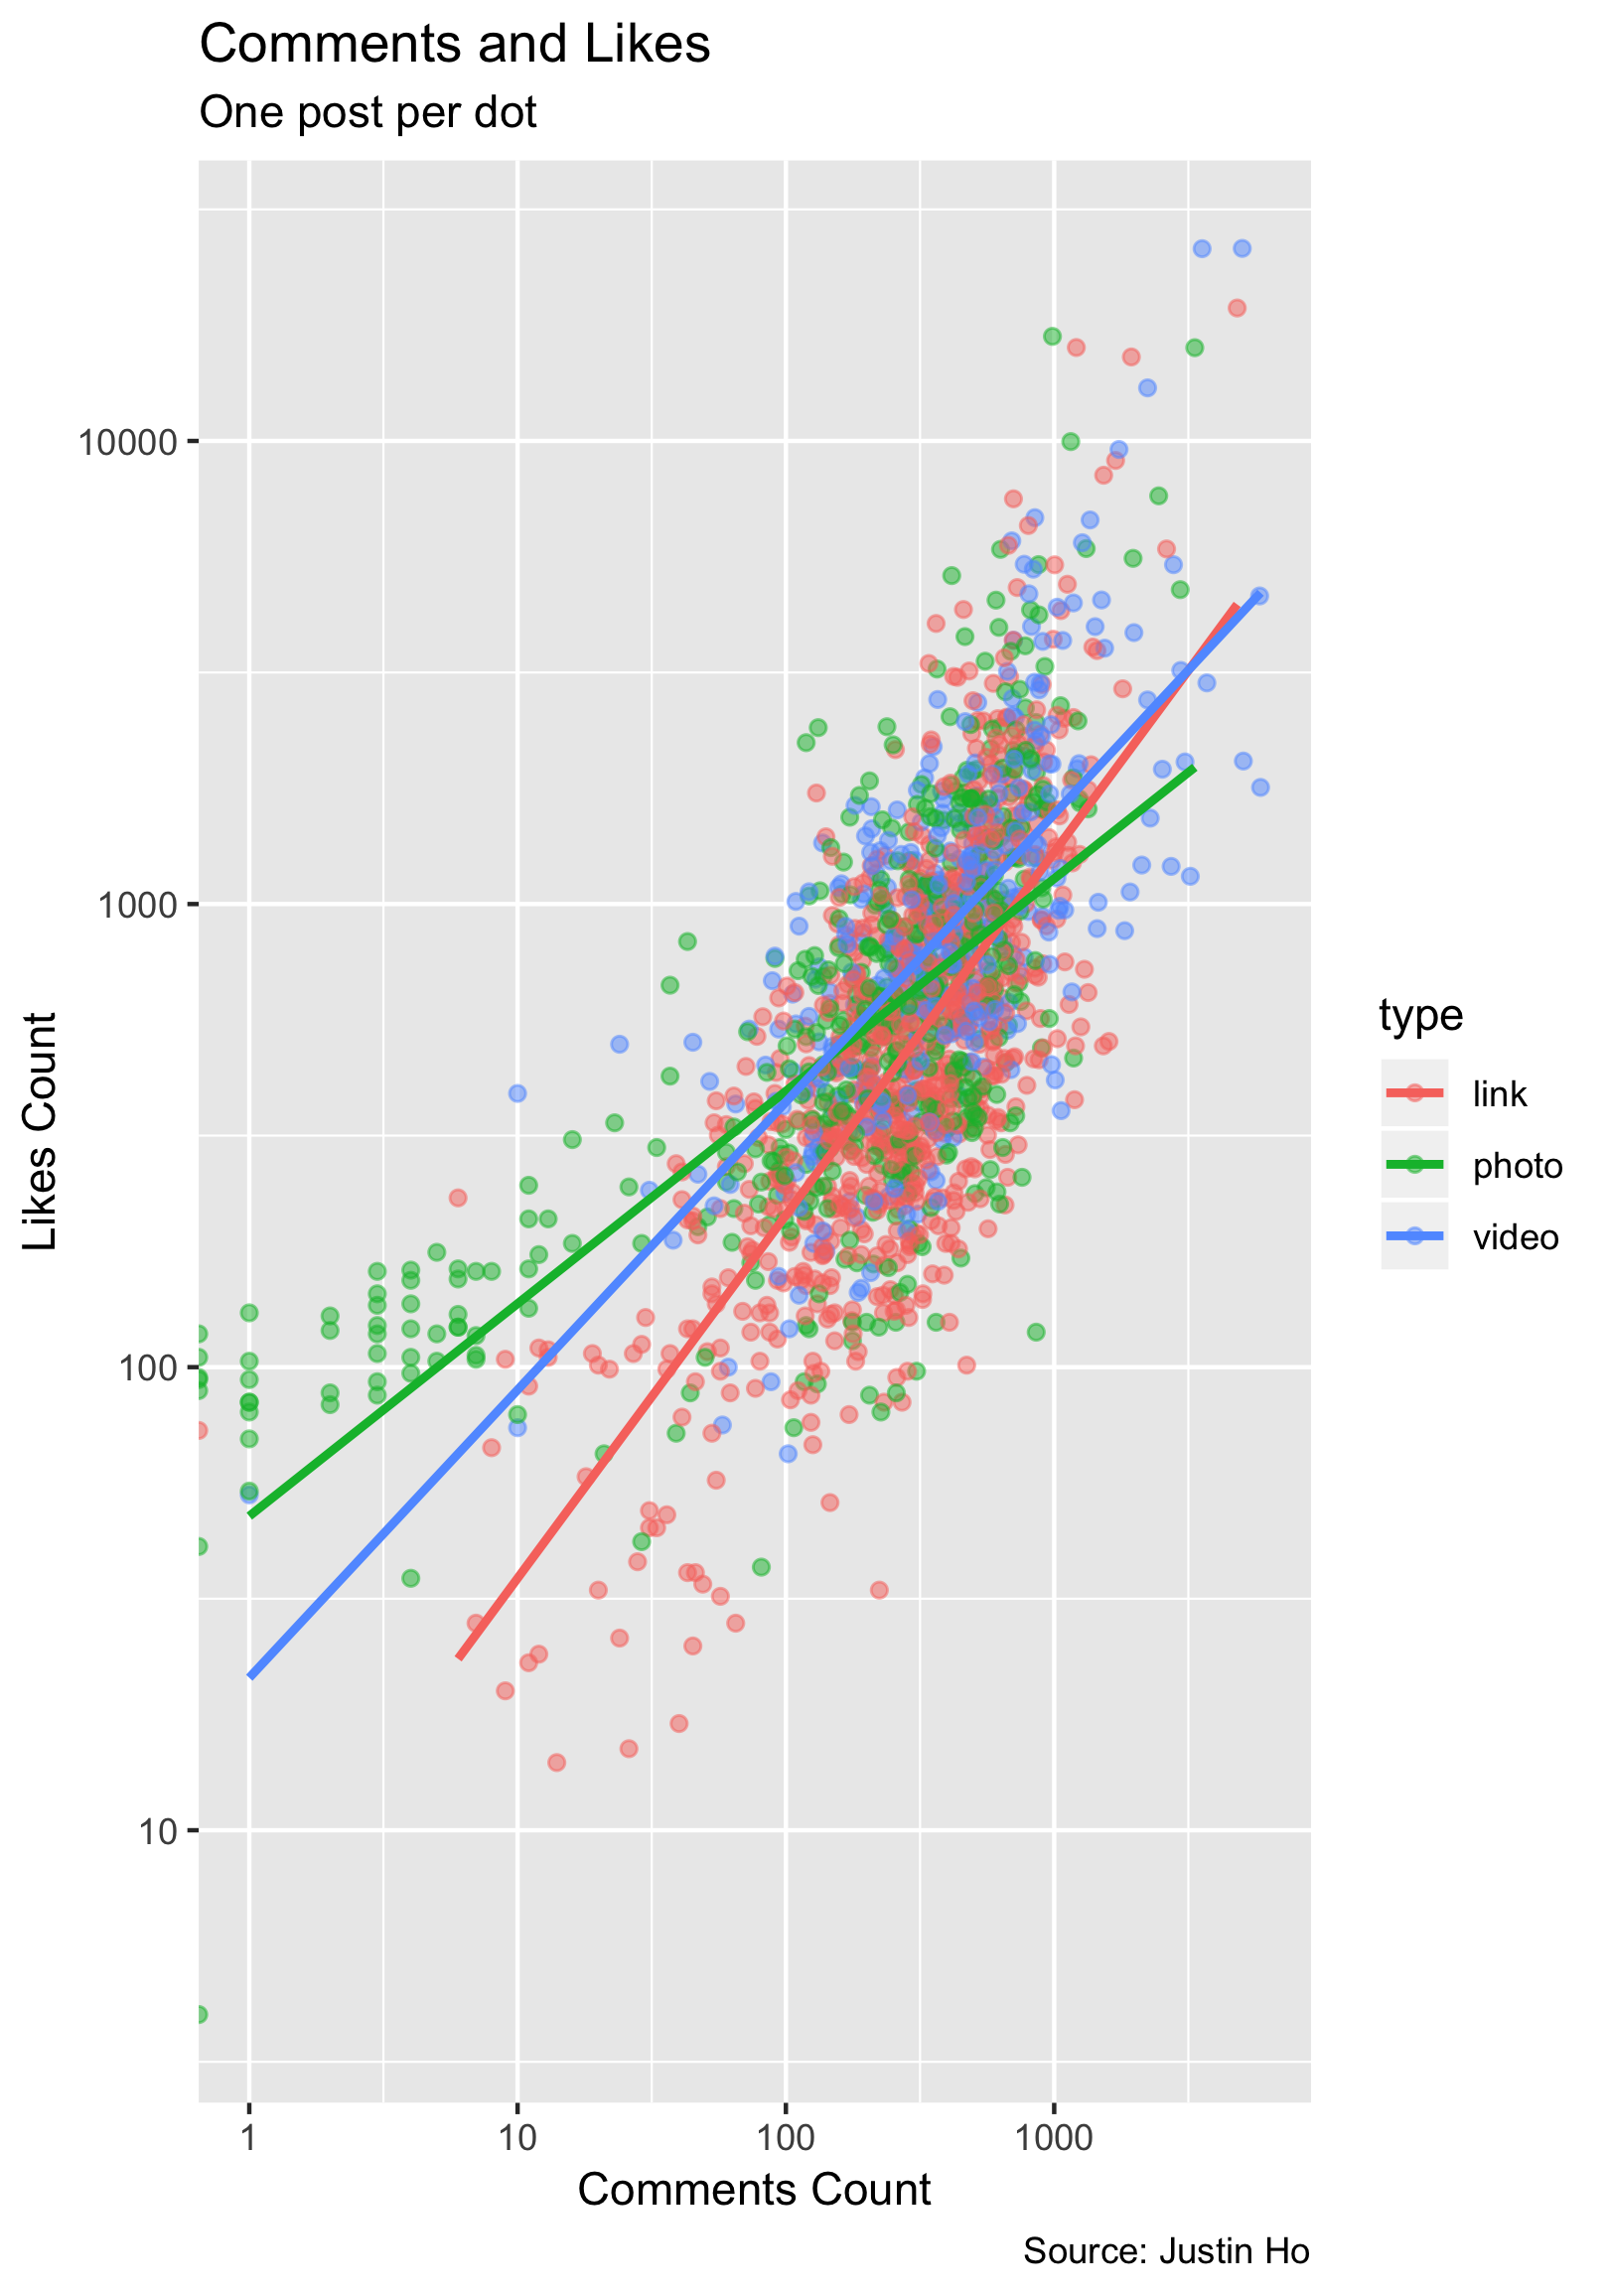 Comments and Likes
One post per dot
Likes Count
10000
1000
100
10
1
10
100
1000
Comments Count
type
link
photo
video
Source: Justin Ho